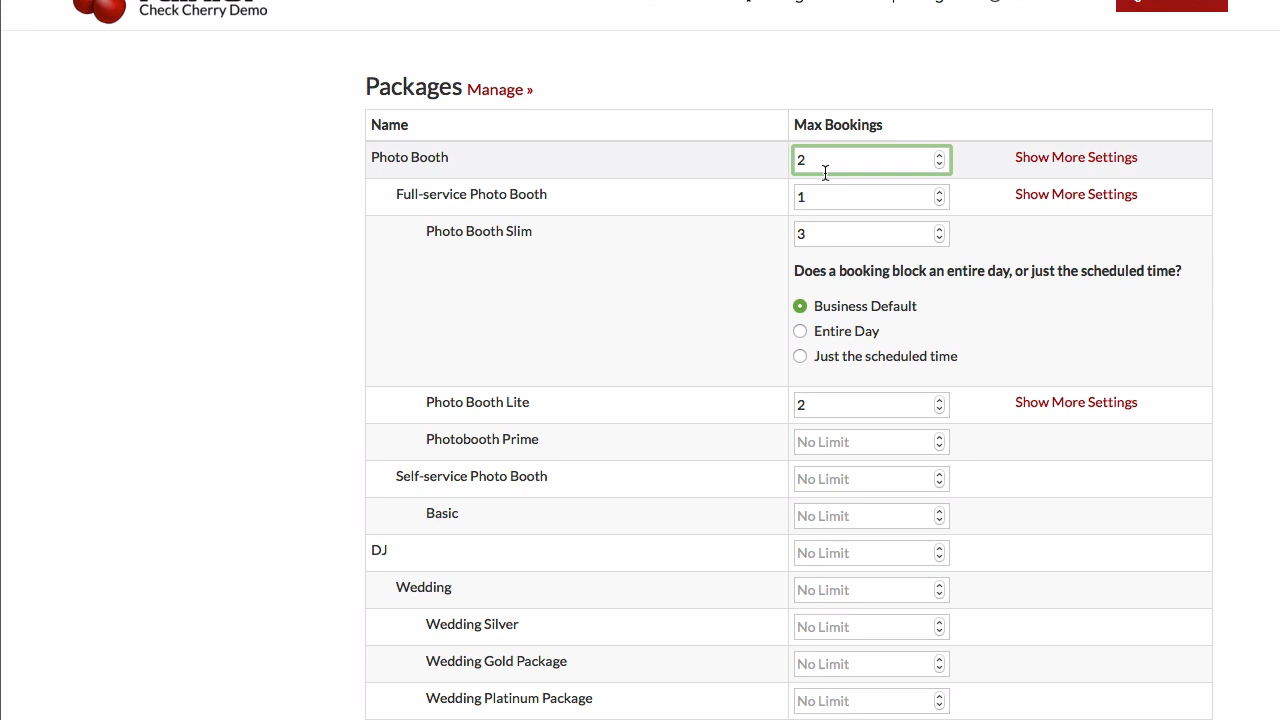 Check Cherry Demo
Packages Manage »
Name Max Bookings
Photo Booth 2 Show More Settings
Full-service Photo Booth 1 Show More Settings
Photo Booth Slim 3
Does a booking block an entire day, or just the scheduled time?
Business Default
Entire Day
Just the scheduled time
Photo Booth Lite 2 Show More Settings
Photobooth Prime No Limit
Self-service Photo Booth No Limit
Basic No Limit
DJ No Limit
Wedding No Limit
Wedding Silver No Limit
Wedding Gold Package No Limit
Wedding Platinum Package No Limit